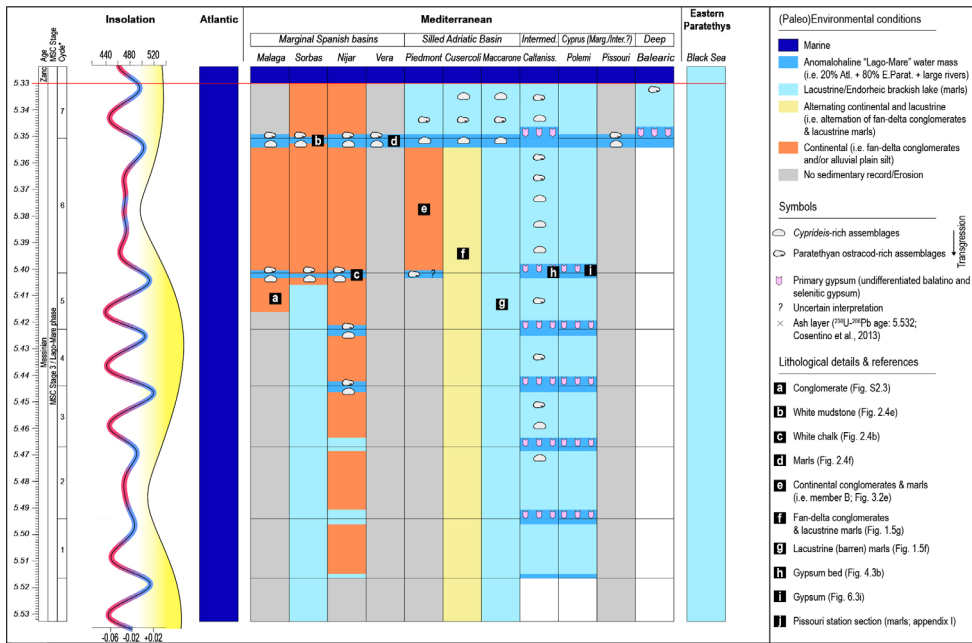 Insolation
Atlantic
Mediterranean
Eastern
Paratethys
Age
MSC Stage
Cycle*
440 480 520
Marginal Spanish basins
Silled Adriatic Basin
Intermed.
Cyprus (Marg./Inter.?)
Deep
Malaga Sorbas Nijar Vera Piedmont Cusercoli Maccarone Caltaniss. Polemi Pissouri Balearic Black Sea
Zanc.
Messinian
MSC Stage 3 / Lago-Mare phase
5.33
5.35
5.36
5.38
5.39
5.40
5.41
5.42
5.43
5.44
5.45
5.46
5.47
5.49
5.50
5.51
5.52
5.53
7
6
5
4
3
2
1
b
d
e
f
?
c
h
i
a
g
-0.06 -0.02 +0.02
(Paleo)Environmental conditions
Marine
Anomalohaline “Lago-Mare” water mass
(i.e. 20% Atl. + 80% E.Parat. + large rivers)
Lacustrine/Endorheic brackish lake (marls)
Alternating continental and lacustrine
(i.e. alternation of fan-delta conglomerates
& lacustrine marls)
Continental (i.e. fan-delta conglomerates
and/or alluvial plain silt)
No sedimentary record/Erosion
Symbols
Cyprideis-rich assemblages
Paratethyan ostracod-rich assemblages
Transgression
Primary gypsum (undifferentiated balatino and
selenitic gypsum)
? Uncertain interpretation
× Ash layer (²³⁸U-²⁰⁶Pb age: 5.532;
Cosentino et al., 2013)
Lithological details & references
a Conglomerate (Fig. S2.3)
b White mudstone (Fig. 2.4e)
c White chalk (Fig. 2.4b)
d Marls (Fig. 2.4f)
e Continental conglomerates & marls
(i.e. member B; Fig. 3.2e)
f Fan-delta conglomerates
& lacustrine marls (Fig. 1.5g)
g Lacustrine (barren) marls (Fig. 1.5f)
h Gypsum bed (Fig. 4.3b)
i Gypsum (Fig. 6.3i)
j Pissouri station section (marls; appendix I)